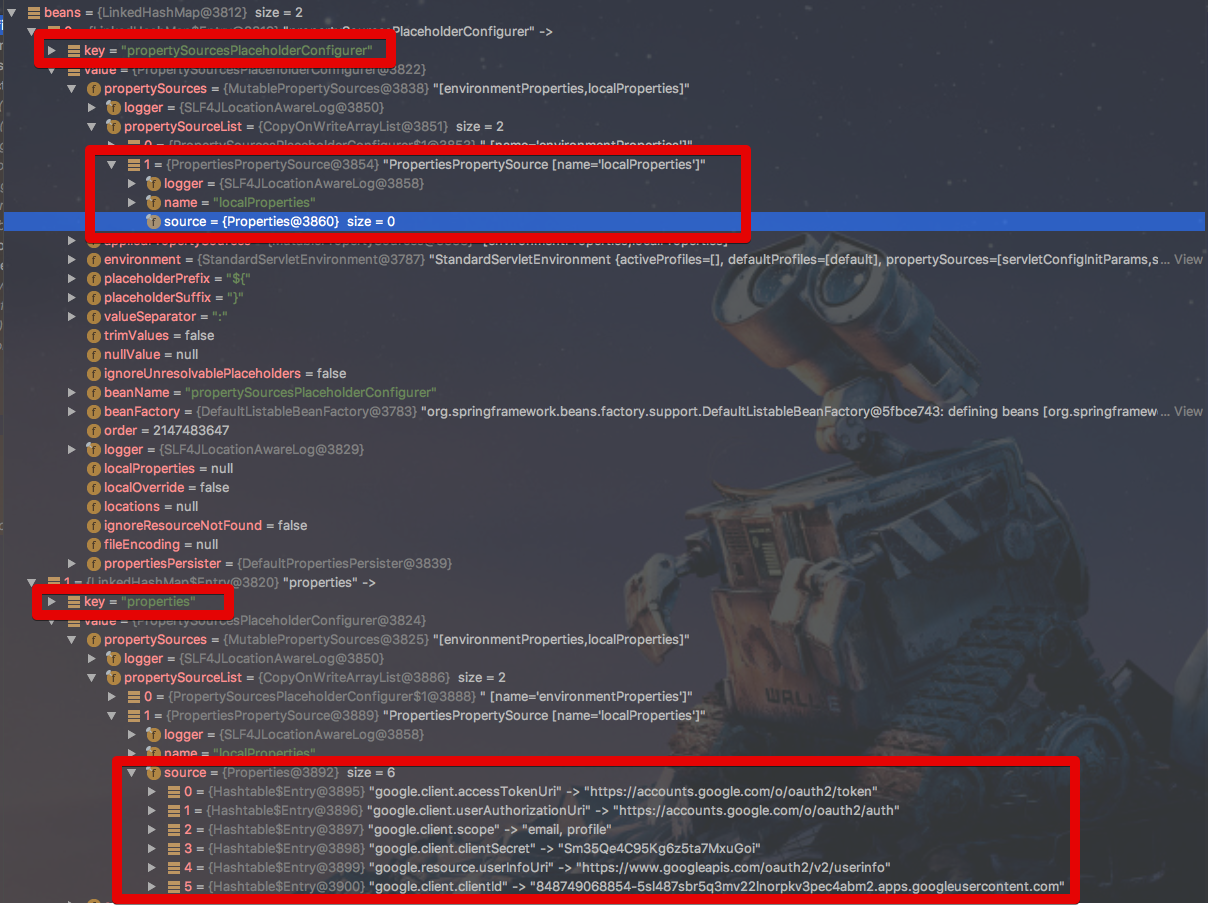 beans = {LinkedHashMap@3812} size = 2
"propertySourcesPlaceholderConfigurer" ->
key = "propertySourcesPlaceholderConfigurer"
value = {PropertySourcesPlaceholderConfigurer@3822}
propertySources = {MutablePropertySources@3838} "[environmentProperties,localProperties]"
logger = {SLF4JLocationAwareLog@3850}
propertySourceList = {CopyOnWriteArrayList@3851} size = 2
0 = {PropertySourcesPlaceholderConfigurer$1@3853} " [name='environmentProperties']"
1 = {PropertiesPropertySource@3854} "PropertiesPropertySource [name='localProperties']"
logger = {SLF4JLocationAwareLog@3858}
name = "localProperties"
source = {Properties@3860} size = 0
"[environmentProperties,localProperties]"
environment = {StandardServletEnvironment@3787} "StandardServletEnvironment {activeProfiles=[], defaultProfiles=[default], propertySources=[servletConfigInitParams,s... View
placeholderPrefix = "${"
placeholderSuffix = "}"
valueSeparator = ":"
trimValues = false
nullValue = null
ignoreUnresolvablePlaceholders = false
beanName = "propertySourcesPlaceholderConfigurer"
beanFactory = {DefaultListableBeanFactory@3783} "org.springframework.beans.factory.support.DefaultListableBeanFactory@5fbce743: defining beans [org.springframew... View
order = 2147483647
logger = {SLF4JLocationAwareLog@3829}
localProperties = null
localOverride = false
locations = null
ignoreResourceNotFound = false
fileEncoding = null
propertiesPersister = {DefaultPropertiesPersister@3839}
1 = {LinkedHashMap$Entry@3820} "properties" ->
key = "properties"
value = {PropertySourcesPlaceholderConfigurer@3824}
propertySources = {MutablePropertySources@3825} "[environmentProperties,localProperties]"
logger = {SLF4JLocationAwareLog@3850}
propertySourceList = {CopyOnWriteArrayList@3886} size = 2
0 = {PropertySourcesPlaceholderConfigurer$1@3888} " [name='environmentProperties']"
1 = {PropertiesPropertySource@3889} "PropertiesPropertySource [name='localProperties']"
logger = {SLF4JLocationAwareLog@3858}
name = "localProperties"
source = {Properties@3892} size = 6
0 = {Hashtable$Entry@3895} "google.client.accessTokenUri" -> "https://accounts.google.com/o/oauth2/token"
1 = {Hashtable$Entry@3896} "google.client.userAuthorizationUri" -> "https://accounts.google.com/o/oauth2/auth"
2 = {Hashtable$Entry@3897} "google.client.scope" -> "email, profile"
3 = {Hashtable$Entry@3898} "google.client.clientSecret" -> "Sm35Qe4C95Kg6z5ta7MxuGoi"
4 = {Hashtable$Entry@3899} "google.resource.userInfoUri" -> "https://www.googleapis.com/oauth2/v2/userinfo"
5 = {Hashtable$Entry@3900} "google.client.clientId" -> "848749068854-5sl487sbr5q3mv22lnorpkv3pec4abm2.apps.googleusercontent.com"
WALL